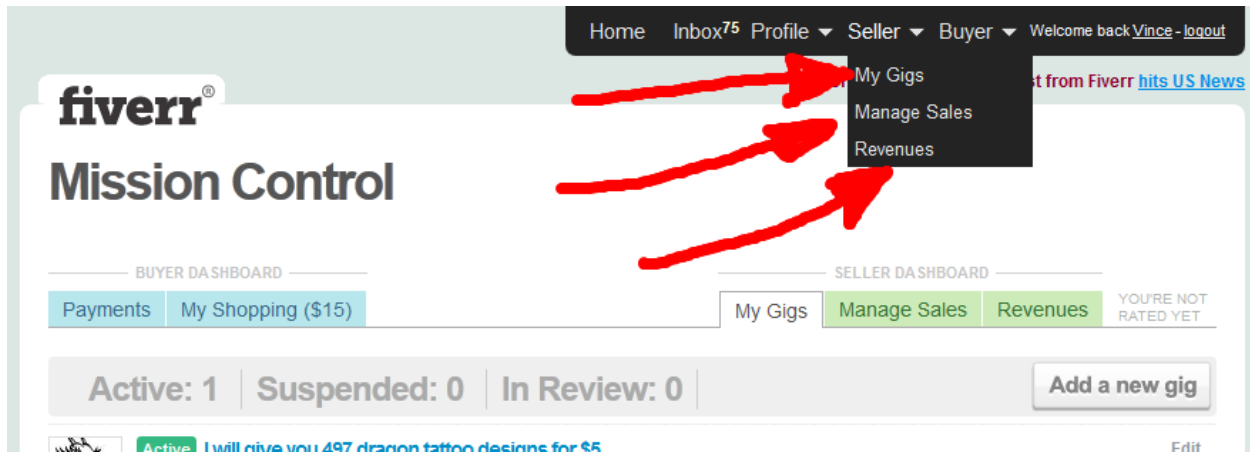 Home Inbox75 Profile Seller Buyer Welcome back Vince - logout
My Gigs
st from Fiverr hits US News
fiverr®
Manage Sales
Revenues
Mission Control
BUYER DASHBOARD
SELLER DASHBOARD
Payments My Shopping ($15)
My Gigs Manage Sales Revenues
YOU'RE NOT
RATED YET
Active: 1 Suspended: 0 In Review: 0
Add a new gig
Active I will give you 497 dragon tattoo designs for $5
Edit